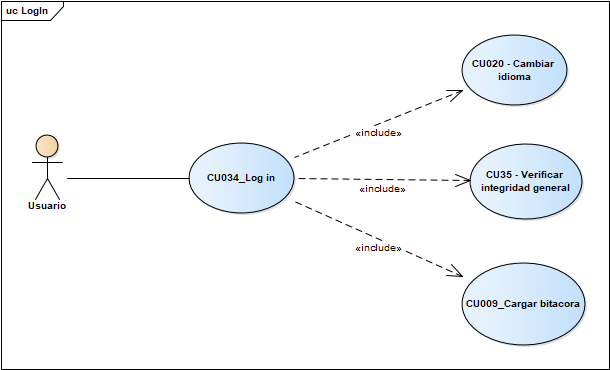 uc LogIn
CU020 - Cambiar
idioma
«include»
CU034_Log in
CU35 - Verificar
integridad general
«include»
Usuario
«include»
CU009_Cargar bitacora